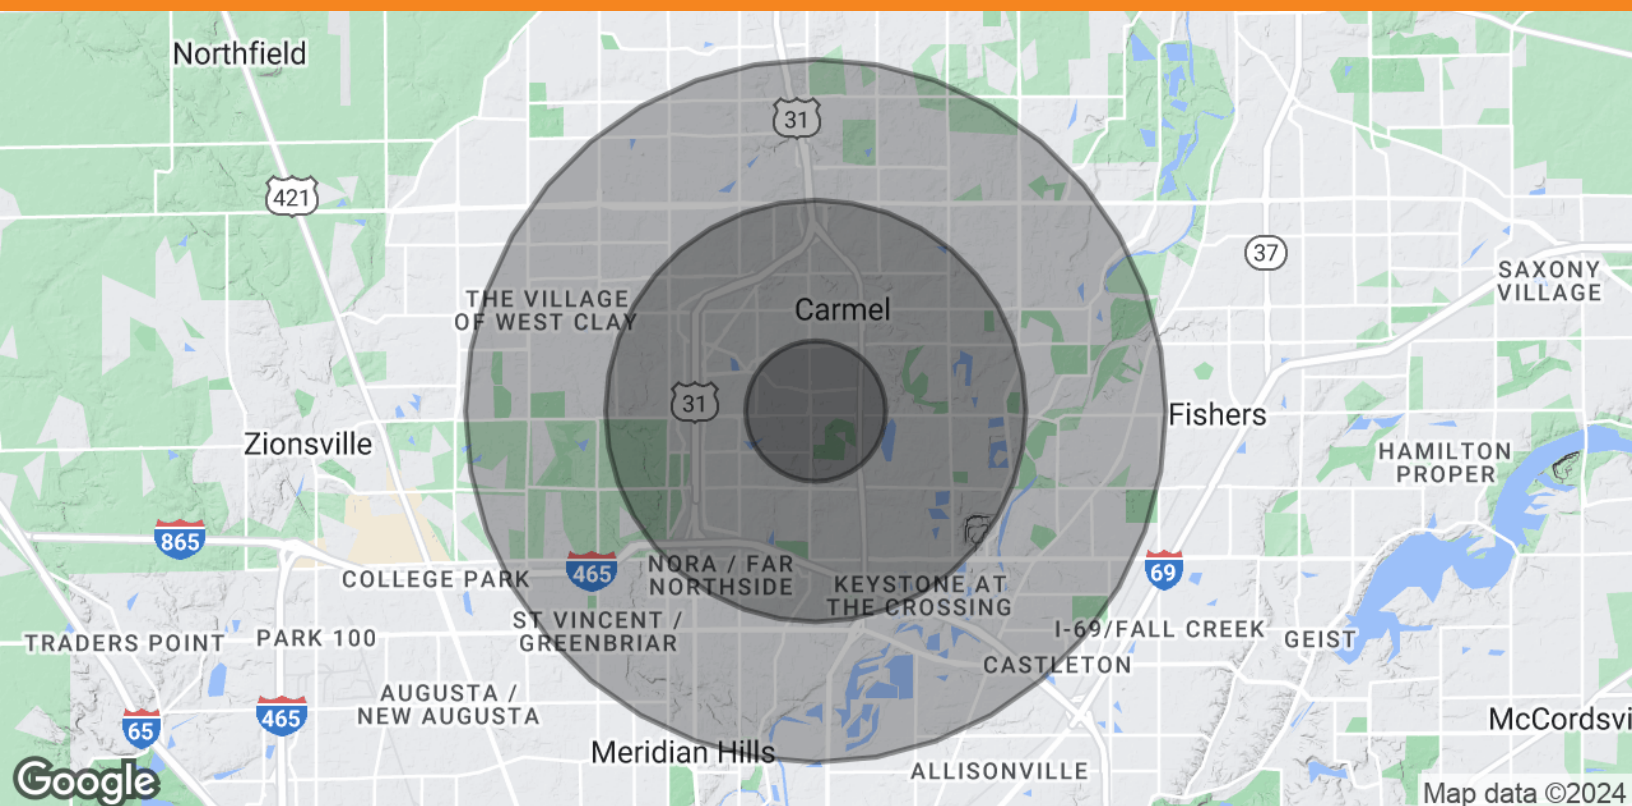 Northfield
31
421
37
SAXONY
VILLAGE
THE VILLAGE
OF WEST CLAY
Carmel
31
Fishers
Zionsville
HAMILTON
PROPER
865
465
69
COLLEGE PARK
NORA / FAR
NORTHSIDE
KEYSTONE AT
THE CROSSING
ST VINCENT /
GREENBRIAR
TRADERS POINT
PARK 100
I-69/FALL CREEK
GEIST
CASTLETON
AUGUSTA /
NEW AUGUSTA
465
65
McCordsvi
Meridian Hills
ALLISONVILLE
Google
Map data ©2024